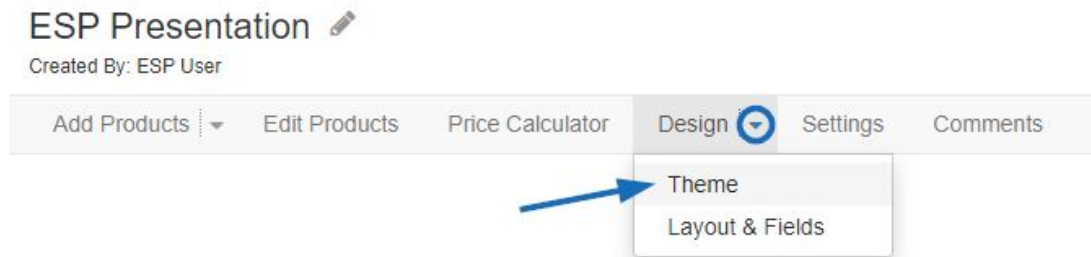 ESP Presentation
Created By: ESP User
Add Products Edit Products Price Calculator Design Settings Comments
Theme
Layout & Fields